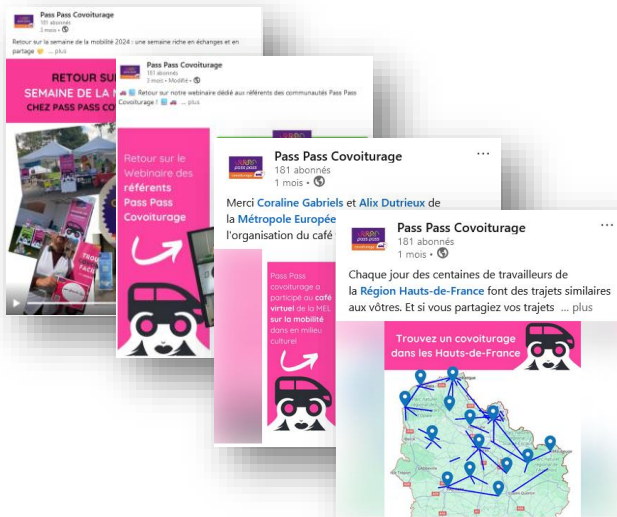 Pass Pass Covoiturage
181 abonnés
Retour sur la semaine de la mobilité 2024 : une semaine riche en échanges et en
partage ... plus
RETOUR SU
SEMAINE DE LA
CHEZ PASS PASS CO
Pass Pass Covoiturage
181 abonnés
2 mois • Modifié •
Retour sur notre webinaire dédié aux référents des communautés Pass Pass
Covoiturage ! ... plus
Retour sur le
Webinaire des
référents
Pass Pass
Covoiturage
Pass Pass Covoiturage
181 abonnés
1 mois •
Merci Coraline Gabriels et Alix Dutrieux de
la Métropole Europée
l'organisation du café
Pass Pass
covoiturage a
participé au café
virtuel de la MEL
sur la mobilité
dans en milieu
culturel
Pass Pass Covoiturage
181 abonnés
1 mois •
Chaque jour des centaines de travailleurs de
la Région Hauts-de-France font des trajets similaires
aux vôtres. Et si vous partagiez vos trajets ... plus
Trouvez un covoiturage
dans les Hauts-de-France